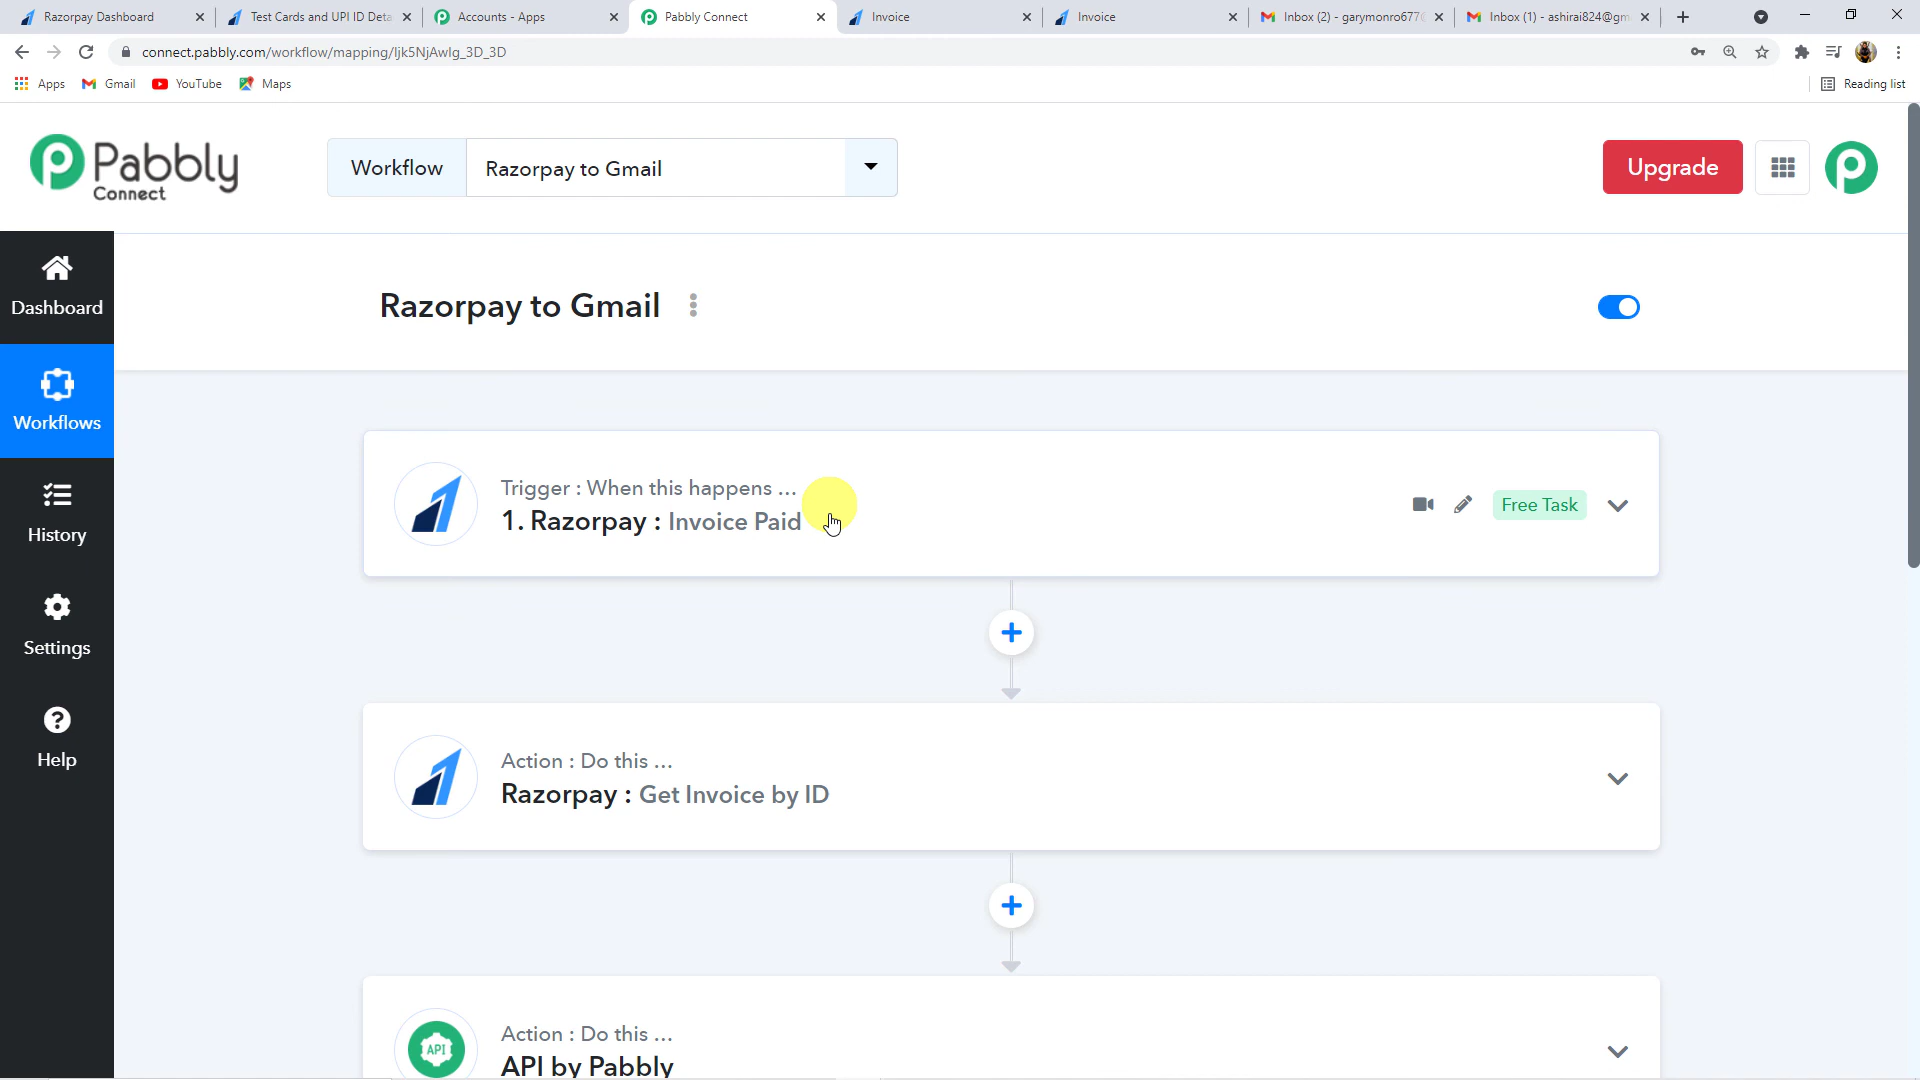 Razorpay Dashboard
Test Cards and UPI ID Deta
Accounts - Apps
Pabbly Connect
Invoice
Invoice
Inbox (2) - garymonro677@
Inbox (1) - ashirai824@gm
connect.pabbly.com/workflow/mapping/Ijk5NjAwIg_3D_3D
Apps
Gmail
YouTube
Maps
Reading list
Pabbly
Connect
Workflow
Razorpay to Gmail
Upgrade
Dashboard
Workflows
History
Settings
Help
Razorpay to Gmail
Trigger : When this happens ...
1. Razorpay : Invoice Paid
Free Task
Action : Do this ...
Razorpay : Get Invoice by ID
API
Action : Do this ...
API by Pabbly